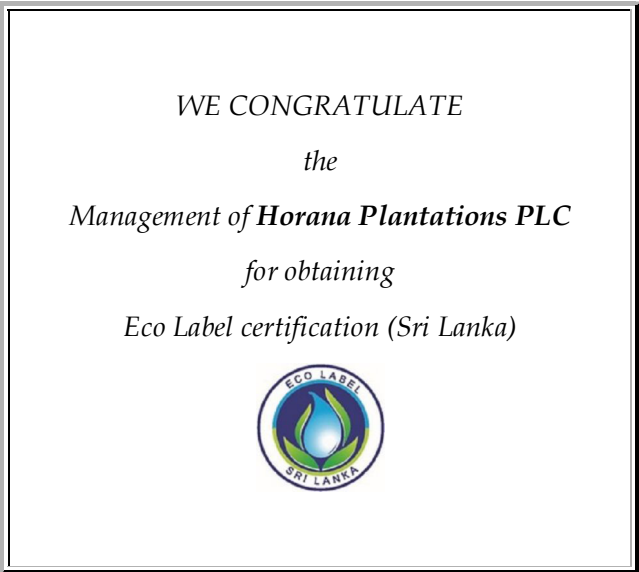 WE CONGRATULATE
the
Management of Horana Plantations PLC
for obtaining
Eco Label certification (Sri Lanka)
ECO LABEL
SRI LANKA